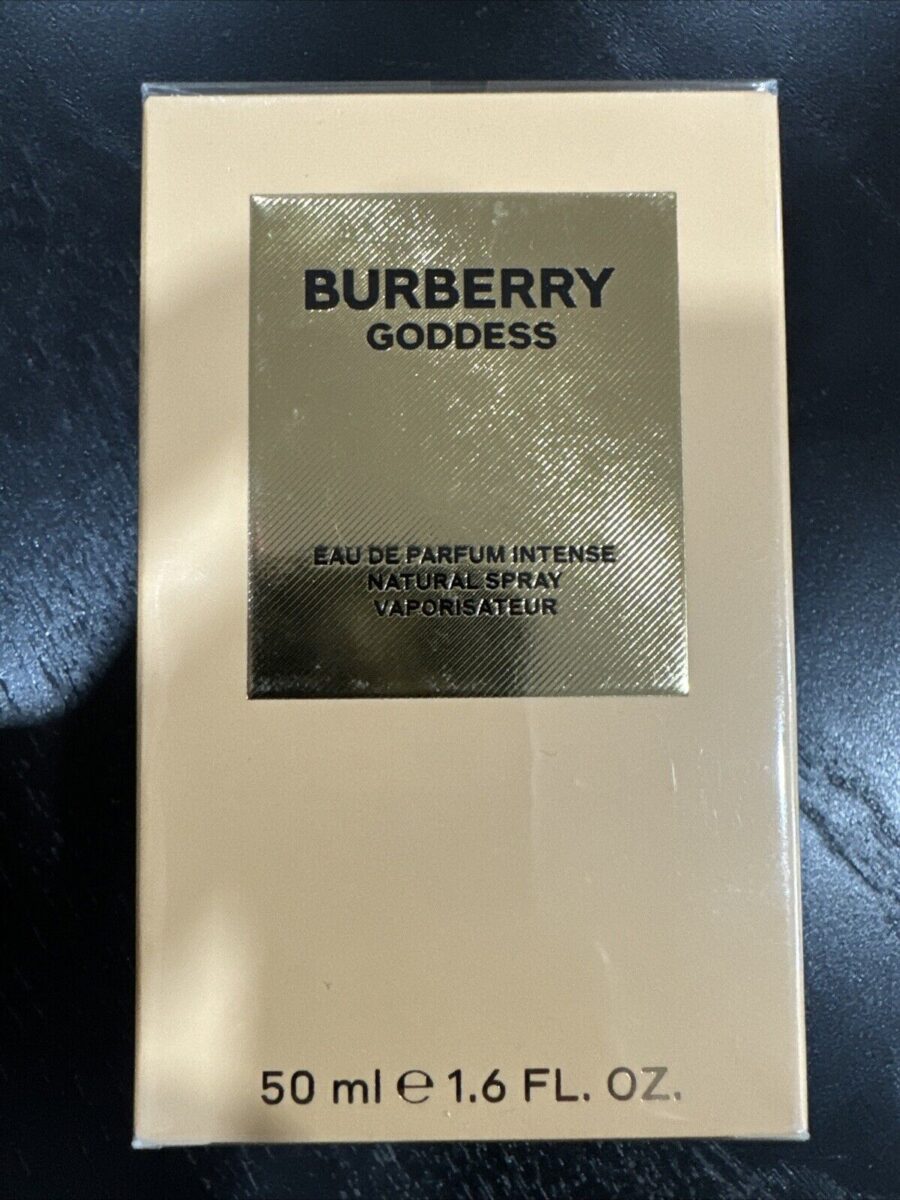 BURBERRY
GODDESS
EAU DE PARFUM INTENSE
NATURAL SPRAY
VAPORISATEUR
50 ml ℮ 1.6 FL. OZ.